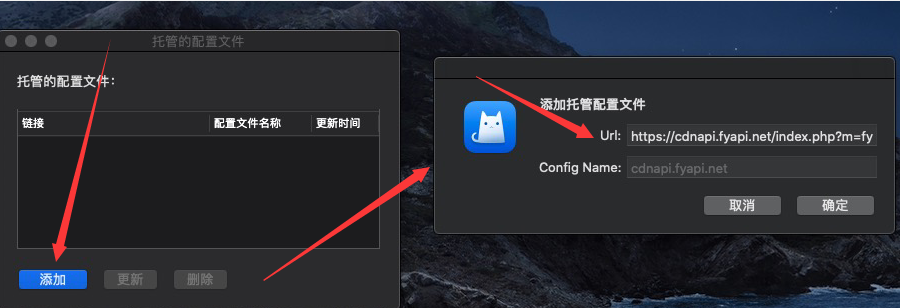 托管的配置文件
托管的配置文件：
链接 配置文件名称 更新时间
添加 更新 删除
添加托管配置文件
Url: https://cdnapi.fyapi.net/index.php?m=fy
Config Name: cdnapi.fyapi.net
取消 确定